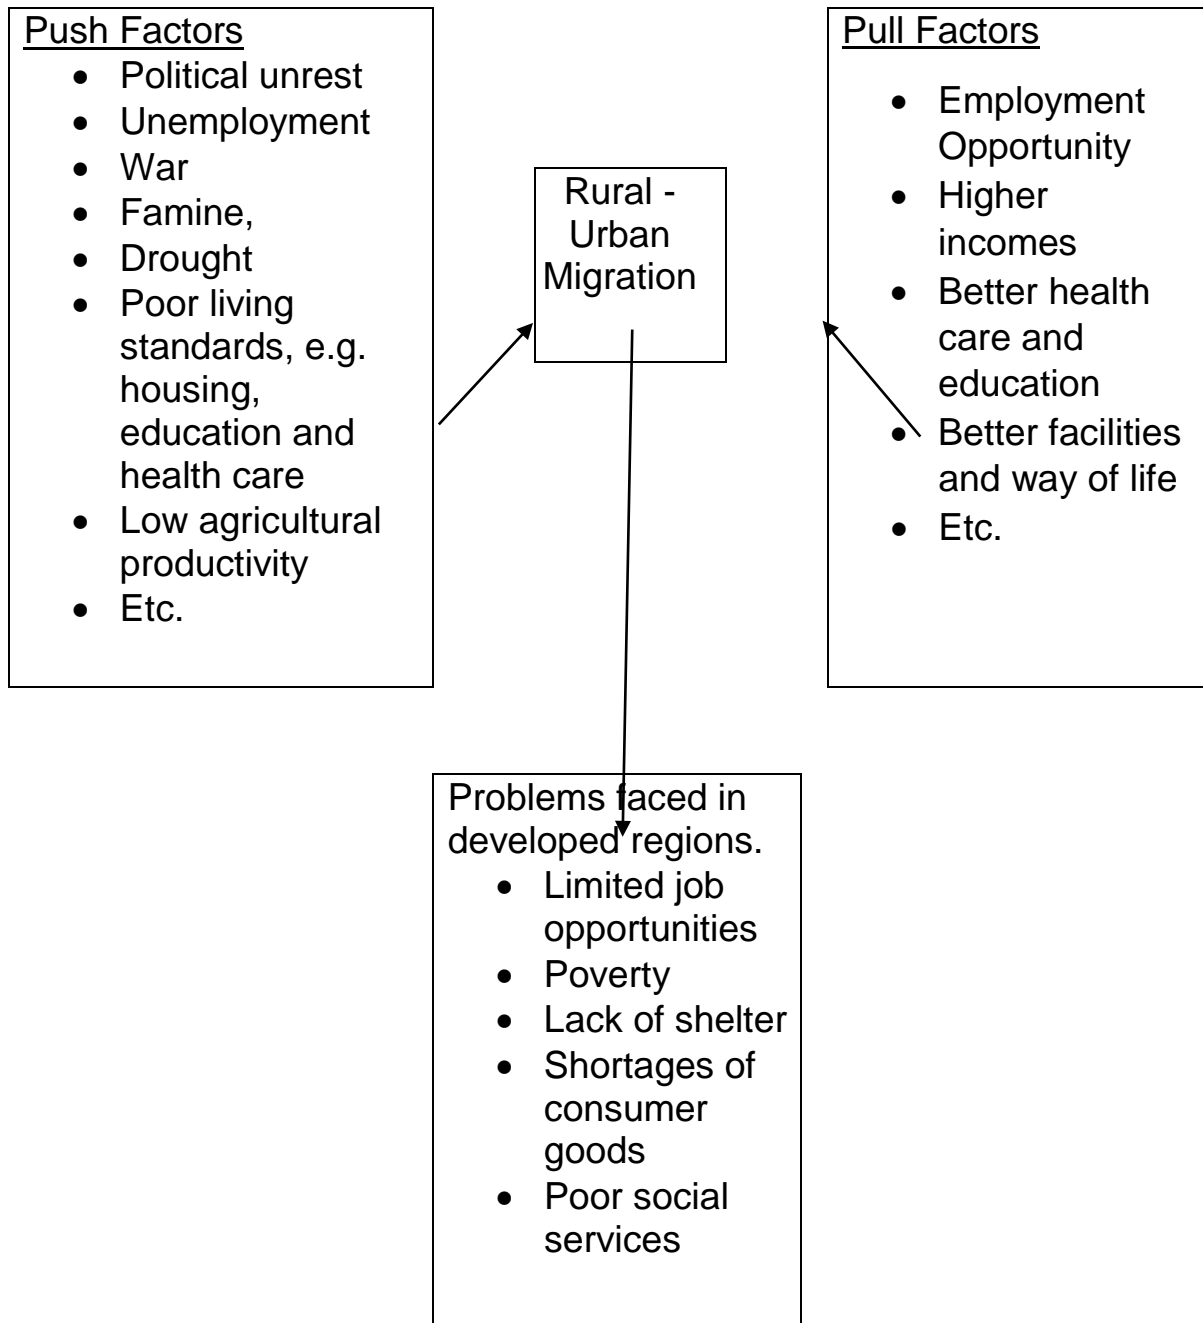 Push Factors
• Political unrest
• Unemployment
• War
• Famine,
• Drought
• Poor living
standards, e.g.
housing,
education and
health care
• Low agricultural
productivity
• Etc.
Rural -
Urban
Migration
Pull Factors
• Employment
Opportunity
• Higher
incomes
• Better health
care and
education
• Better facilities
and way of life
• Etc.
Problems faced in
developed regions.
• Limited job
opportunities
• Poverty
• Lack of shelter
• Shortages of
consumer
goods
• Poor social
services